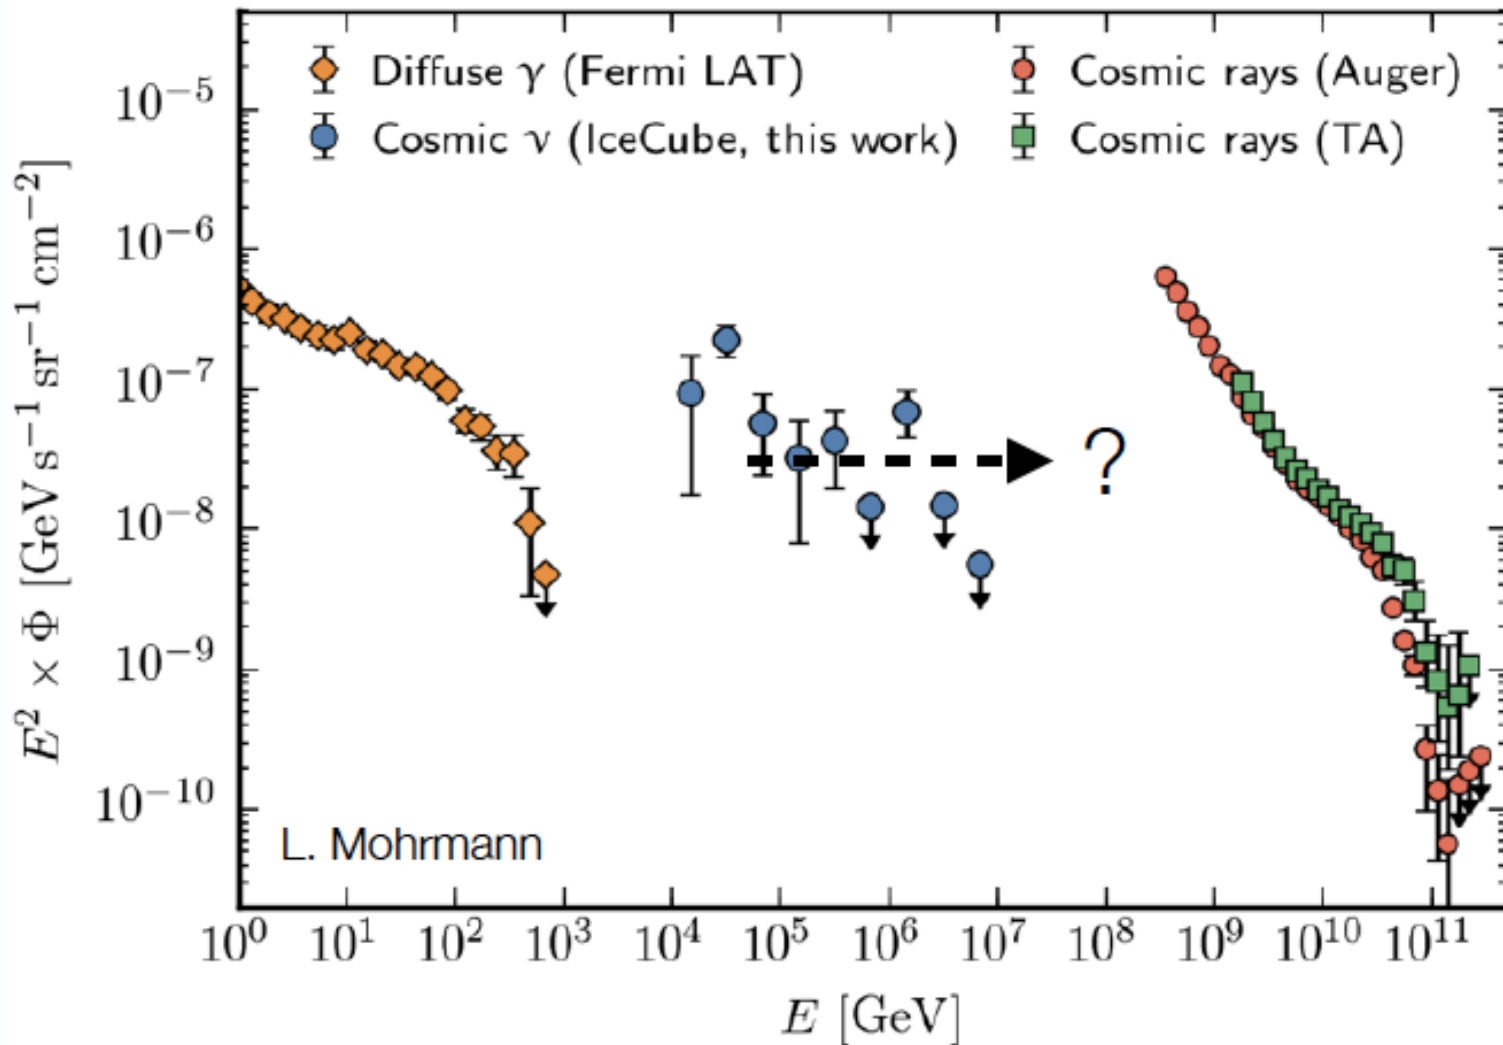 Diffuse γ (Fermi LAT)
Cosmic ν (IceCube, this work)
Cosmic rays (Auger)
Cosmic rays (TA)
E² × Φ [GeV s⁻¹ sr⁻¹ cm⁻²]
10⁻⁵
10⁻⁶
10⁻⁷
10⁻⁸
10⁻⁹
10⁻¹⁰
?
L. Mohrmann
10⁰ 10¹ 10² 10³ 10⁴ 10⁵ 10⁶ 10⁷ 10⁸ 10⁹ 10¹⁰ 10¹¹
E [GeV]